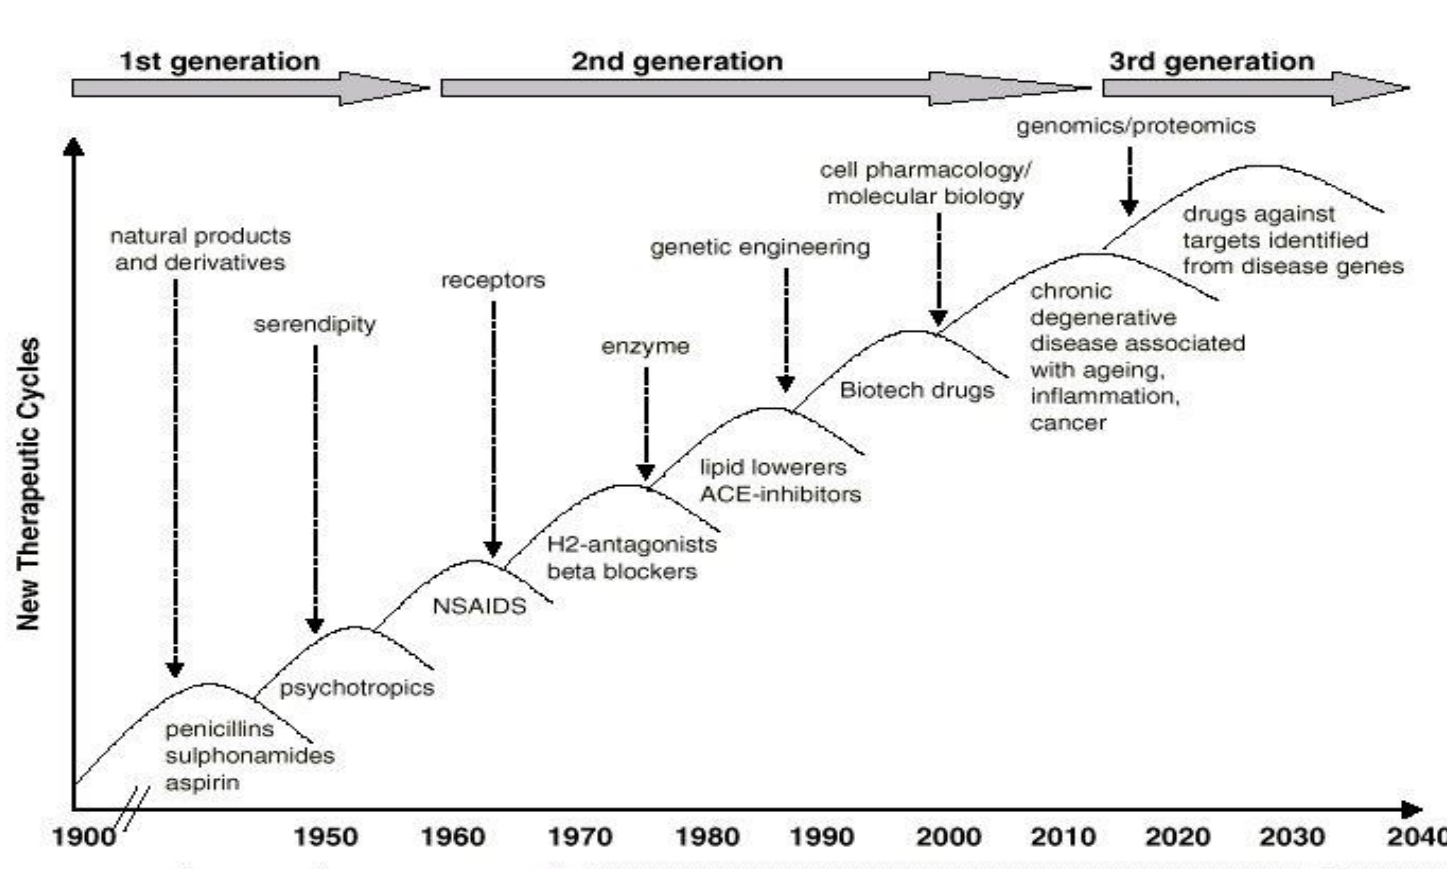 1st generation
2nd generation
3rd generation
genomics/proteomics
cell pharmacology/
molecular biology
natural products
and derivatives
genetic engineering
receptors
serendipity
enzyme
drugs against
targets identified
from disease genes
chronic
degenerative
disease associated
with ageing,
inflammation,
cancer
Biotech drugs
lipid lowerers
ACE-inhibitors
H2-antagonists
beta blockers
NSAIDS
psychotropics
penicillins
sulphonamides
aspirin
New Therapeutic Cycles
1900 1950 1960 1970 1980 1990 2000 2010 2020 2030 2040